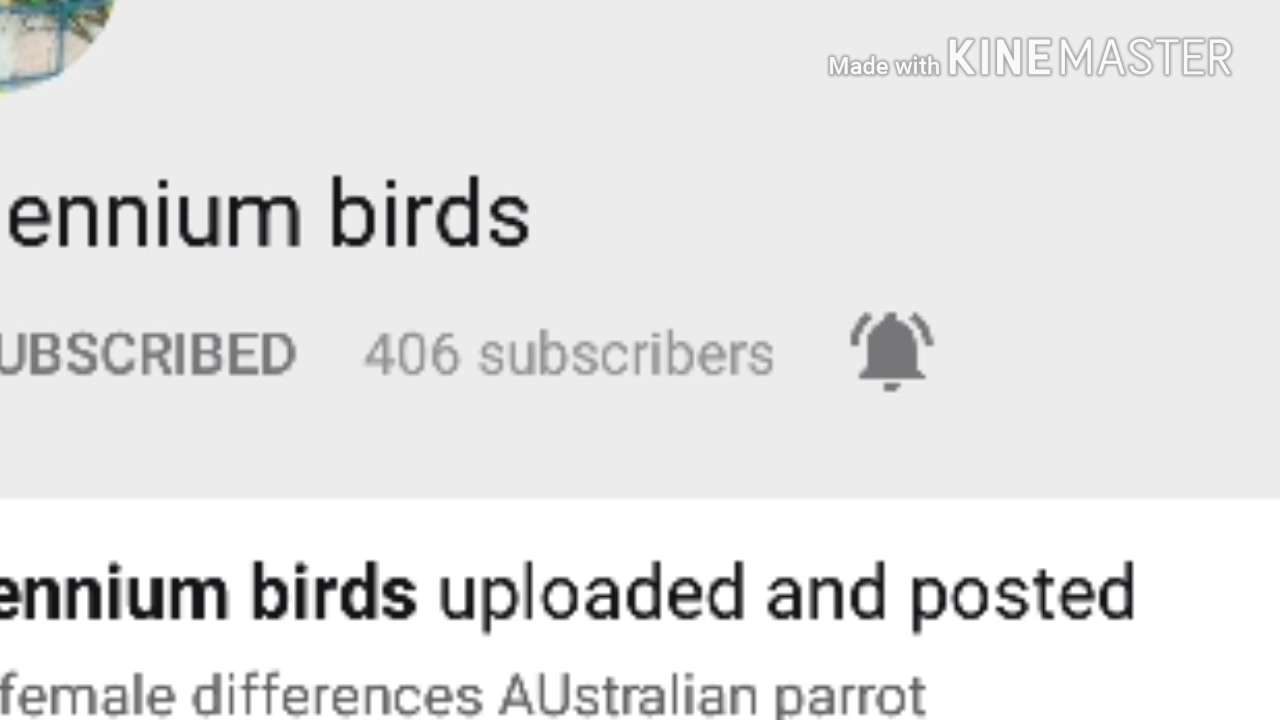 Made with KINEMASTER
ennium birds
UBSCRIBED 406 subscribers
ennium birds uploaded and posted
female differences AUstralian parrot